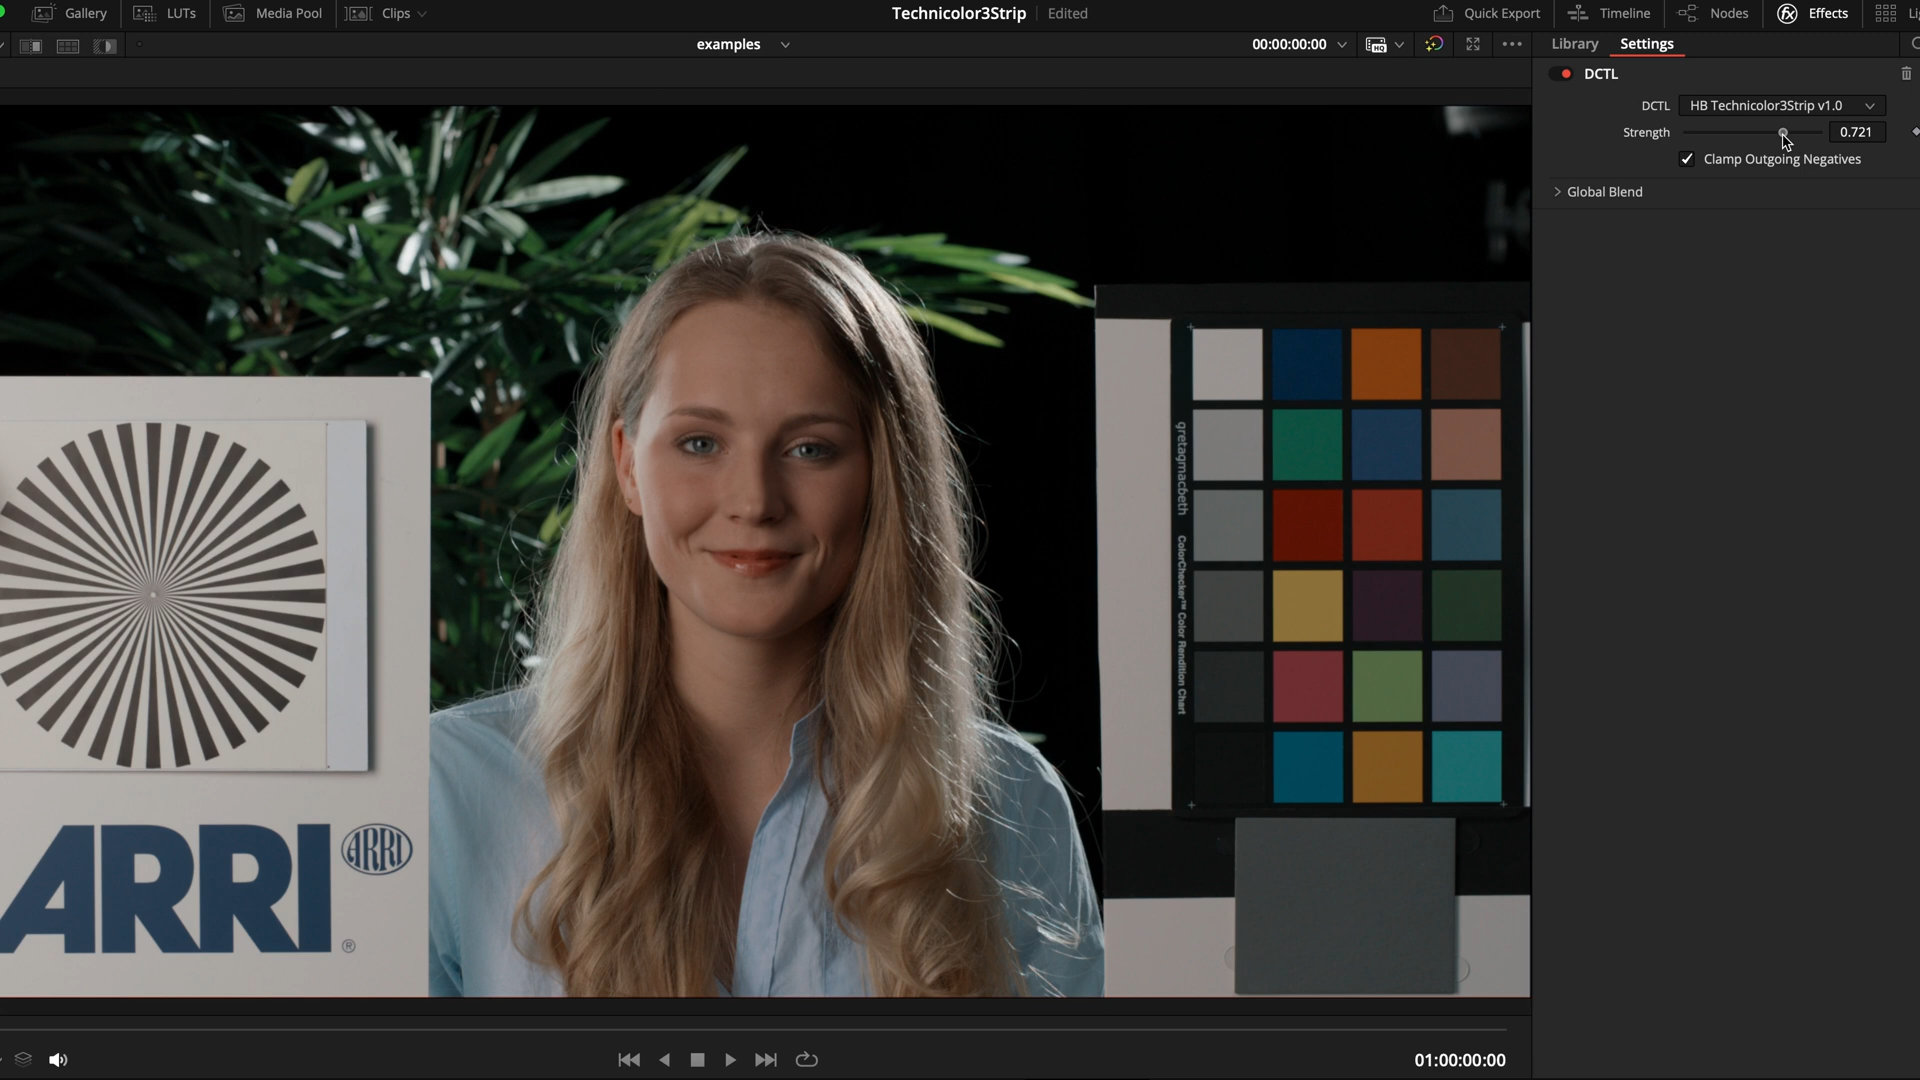 Gallery LUTs Media Pool Clips Technicolor3Strip Edited Quick Export Timeline Nodes Effects
examples 00:00:00:00 HQ Library Settings
DCTL
DCTL HB Technicolor3Strip v1.0
Strength 0.721
Clamp Outgoing Negatives
Global Blend
gretagmacbeth
ColorChecker™ Color Rendition Chart
ARRI ARRI ®
01:00:00:00